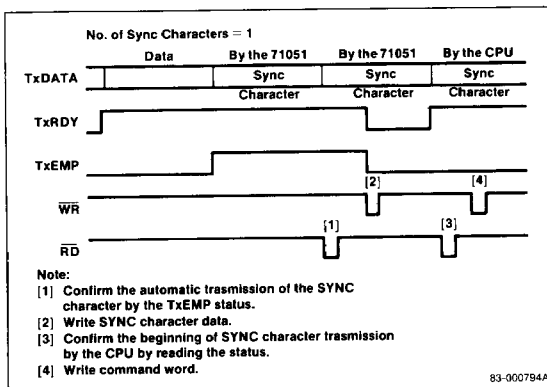 No. of Sync Characters = 1
Data By the 71051 By the 71051 By the CPU
TxDATA Sync Sync Sync
Character Character Character
TxRDY
TxEMP
[2] [4]
WR
[1] [3]
RD
Note:
[1] Confirm the automatic trasmission of the SYNC
character by the TxEMP status.
[2] Write SYNC character data.
[3] Confirm the beginning of SYNC character trasmission
by the CPU by reading the status.
[4] Write command word.
83-000794A